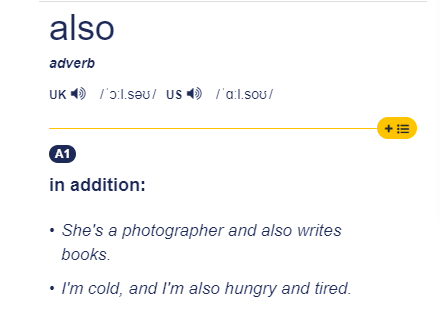 also
adverb
UK /ˈɔːl.səʊ/ US /ˈɑːl.soʊ/
+
A1
in addition:
• She's a photographer and also writes
books.
• I'm cold, and I'm also hungry and tired.